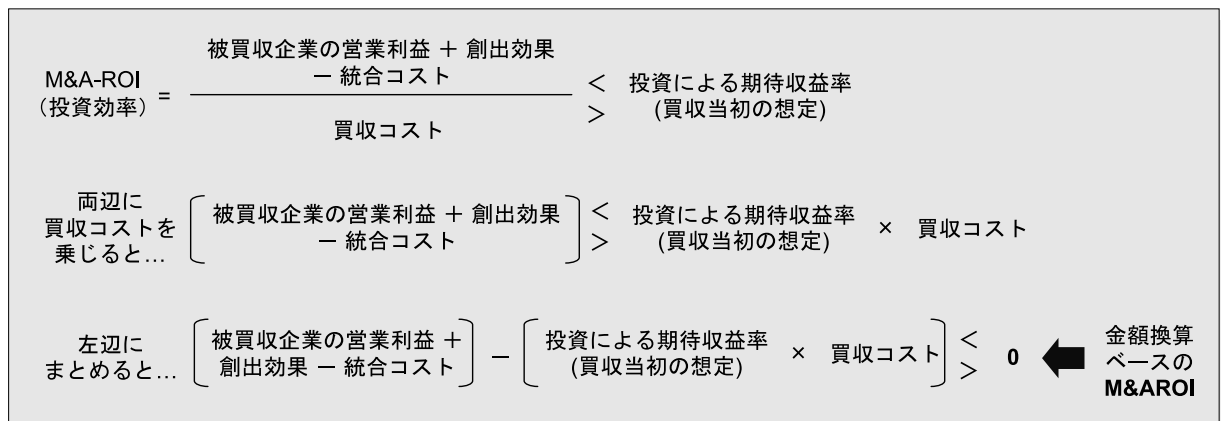 M&A-ROI
(投資効率)
=
被買収企業の営業利益 + 創出効果
− 統合コスト
買収コスト
<
>
投資による期待収益率
(買収当初の想定)
両辺に
買収コストを
乗じると…
被買収企業の営業利益 + 創出効果
− 統合コスト
<
>
投資による期待収益率
(買収当初の想定)
× 買収コスト
左辺に
まとめると…
被買収企業の営業利益 +
創出効果 − 統合コスト
−
投資による期待収益率
(買収当初の想定)
× 買収コスト
<
>
0
金額換算
ベースの
M&AROI